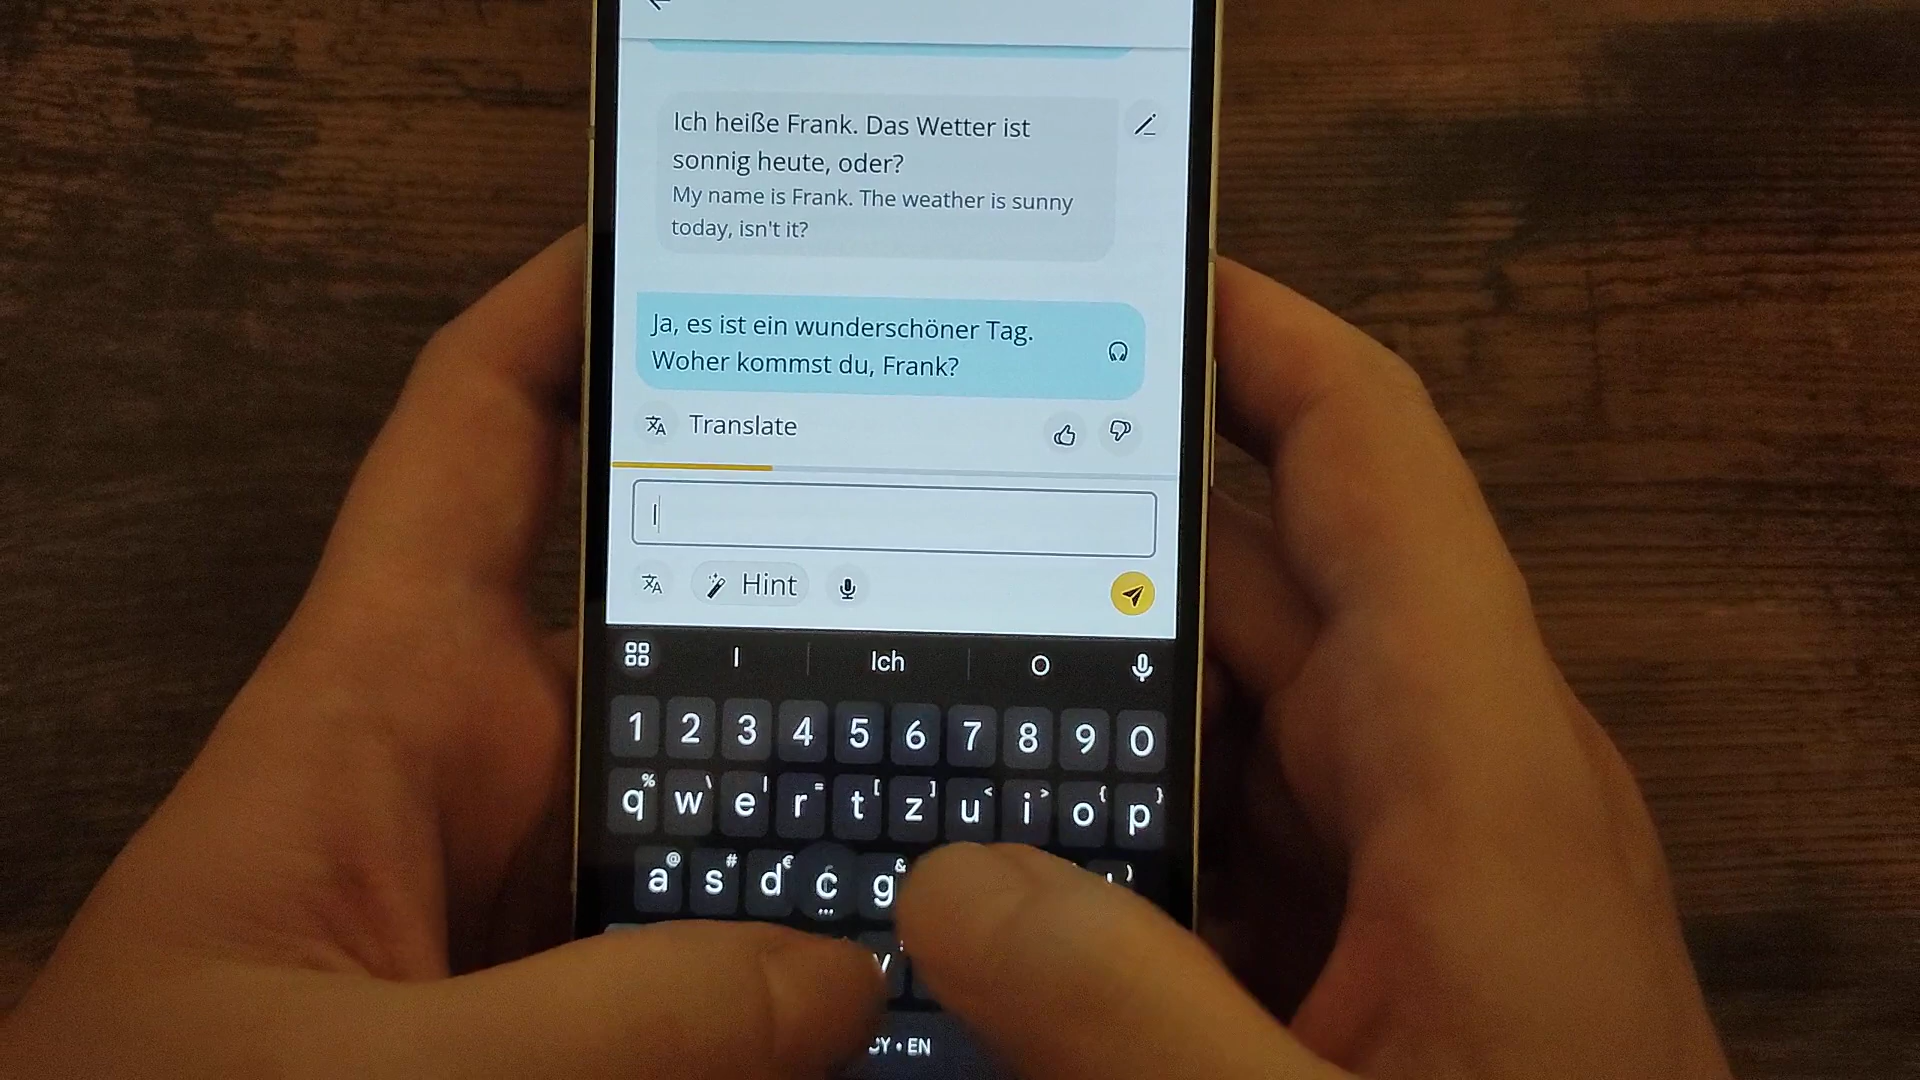 Ich heiße Frank. Das Wetter ist
sonnig heute, oder?
My name is Frank. The weather is sunny
today, isn't it?
Ja, es ist ein wunderschöner Tag.
Woher kommst du, Frank?
Translate
I
Hint
I Ich O
1 2 3 4 5 6 7 8 9 0
q % w \ e | r = t [ z ] u < i > o { p }
a @ s # d € ć g & )
EN